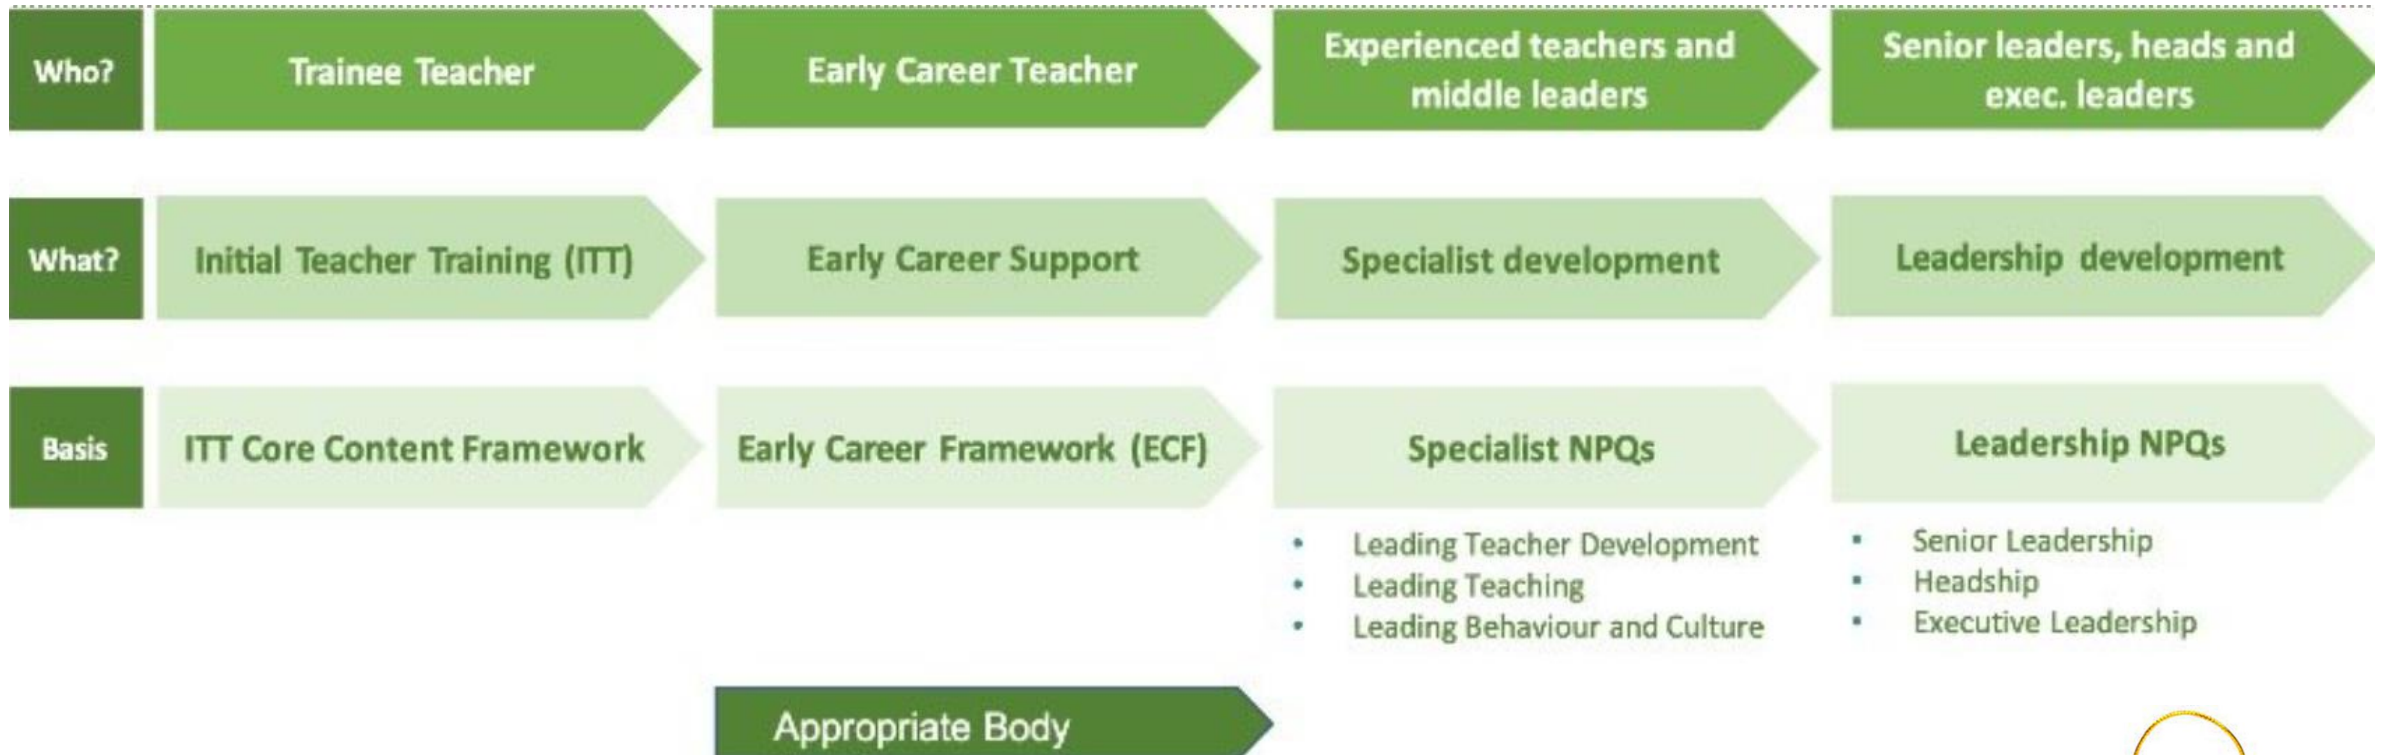 Who?
Trainee Teacher
Early Career Teacher
Experienced teachers and
middle leaders
Senior leaders, heads and
exec. leaders
What?
Initial Teacher Training (ITT)
Early Career Support
Specialist development
Leadership development
Basis
ITT Core Content Framework
Early Career Framework (ECF)
Specialist NPQs
Leadership NPQs
• Leading Teacher Development
• Leading Teaching
• Leading Behaviour and Culture
▪ Senior Leadership
▪ Headship
▪ Executive Leadership
Appropriate Body